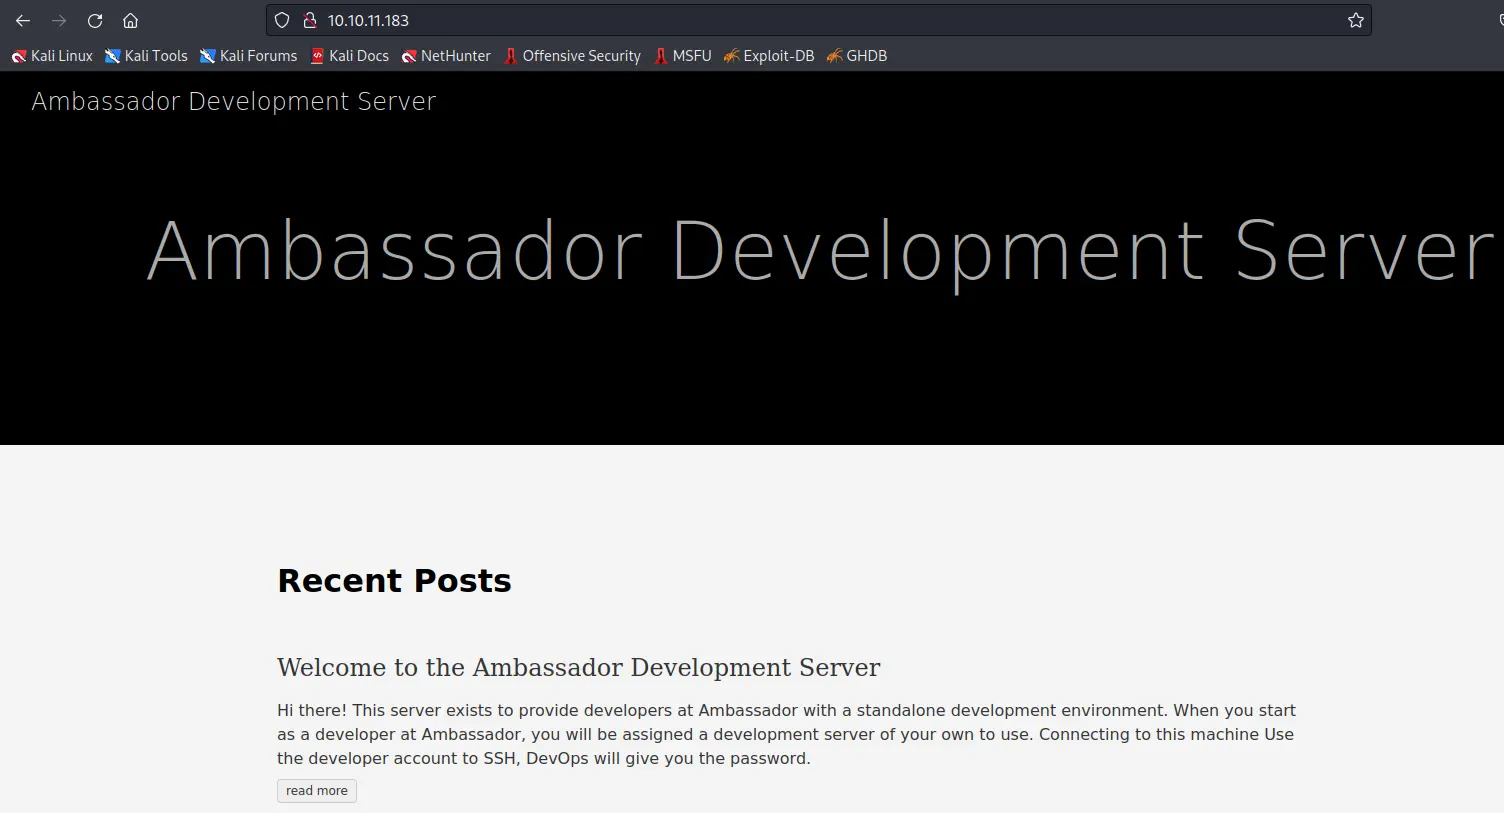 10.10.11.183
Kali Linux Kali Tools Kali Forums Kali Docs NetHunter Offensive Security MSFU Exploit-DB GHDB
Ambassador Development Server
Ambassador Development Server
Recent Posts
Welcome to the Ambassador Development Server
Hi there! This server exists to provide developers at Ambassador with a standalone development environment. When you start
as a developer at Ambassador, you will be assigned a development server of your own to use. Connecting to this machine Use
the developer account to SSH, DevOps will give you the password.
read more